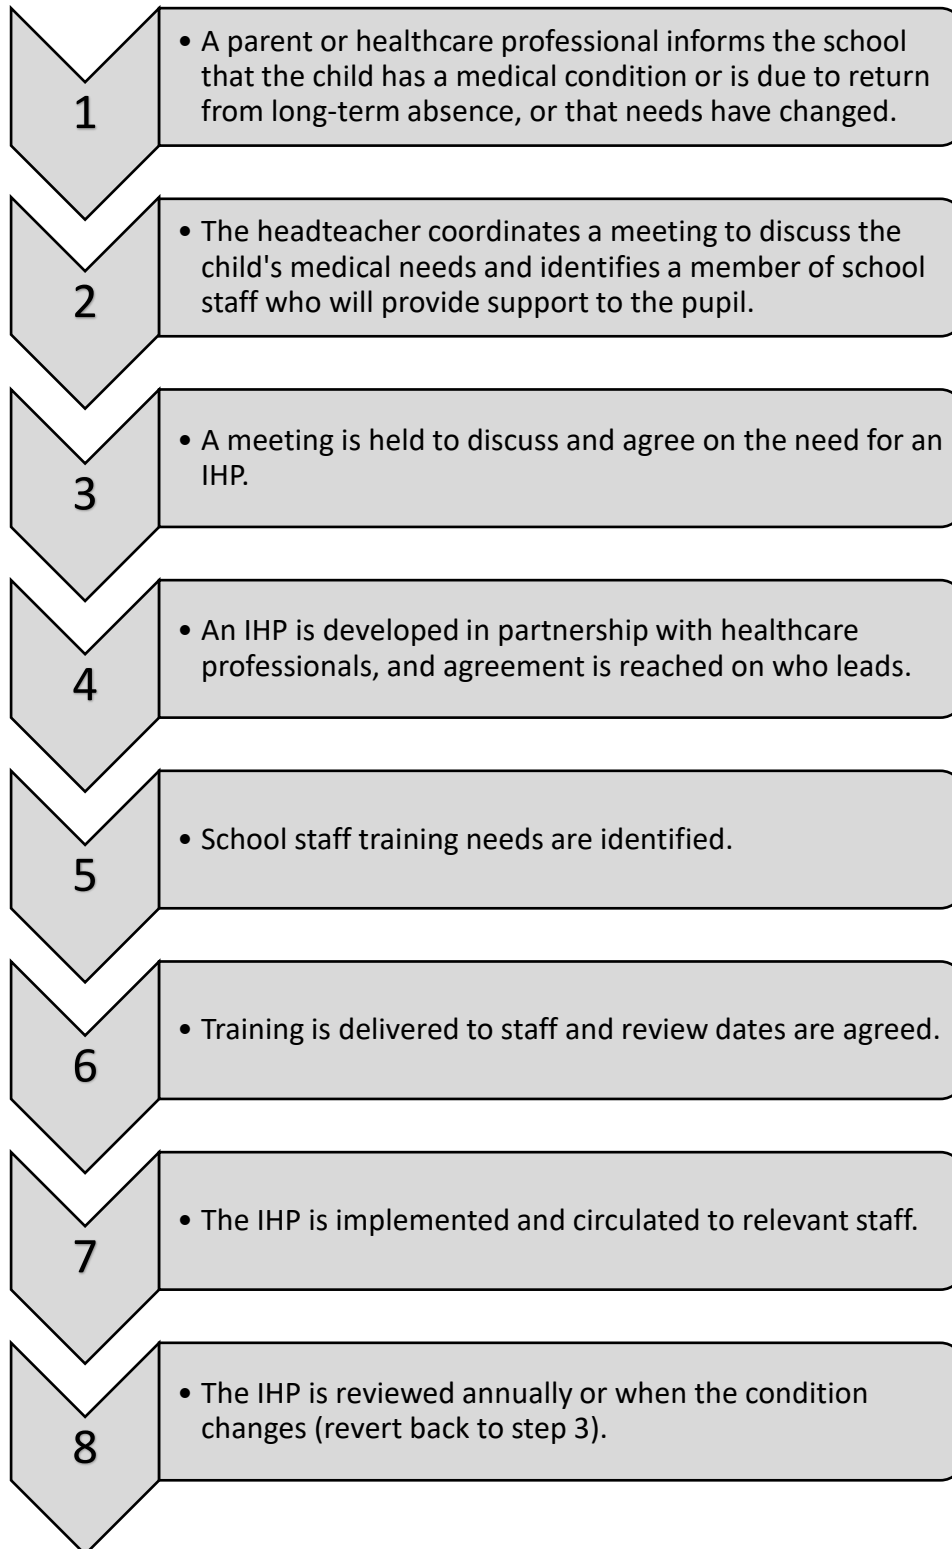 1
• A parent or healthcare professional informs the school
that the child has a medical condition or is due to return
from long-term absence, or that needs have changed.
2
• The headteacher coordinates a meeting to discuss the
child's medical needs and identifies a member of school
staff who will provide support to the pupil.
3
• A meeting is held to discuss and agree on the need for an
IHP.
4
• An IHP is developed in partnership with healthcare
professionals, and agreement is reached on who leads.
5
• School staff training needs are identified.
6
• Training is delivered to staff and review dates are agreed.
7
• The IHP is implemented and circulated to relevant staff.
8
• The IHP is reviewed annually or when the condition
changes (revert back to step 3).